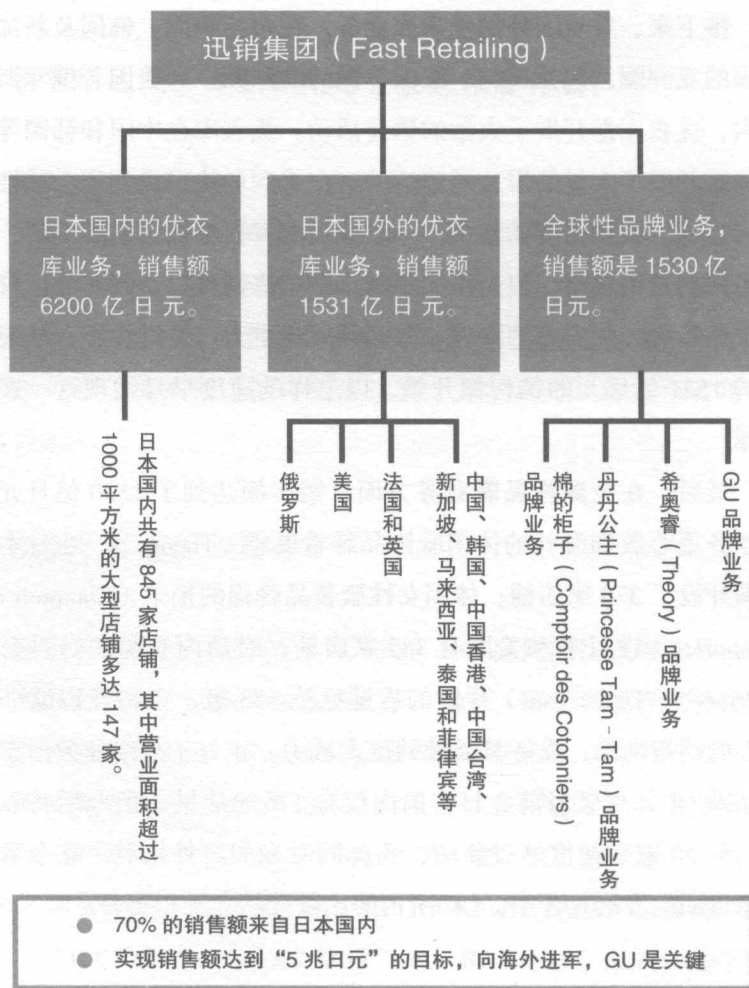 迅销集团（Fast Retailing）
日本国内的优衣
库业务，销售额
6200 亿日元。
日本国外的优衣
库业务，销售额
1531 亿日元。
全球性品牌业务，
销售额是 1530 亿
日元。
日本国内共有 845 家店铺，其中营业面积超过
1000 平方米的大型店铺多达 147 家。
中国、韩国、中国香港、中国台湾、
新加坡、马来西亚、泰国和菲律宾等
法国和英国
美国
俄罗斯
GU 品牌业务
希奥睿（Theory）品牌业务
丹丹公主（Princesse Tam－Tam）品牌业务
棉的柜台（Comptoir des Cotonniers）
品牌业务
● 70% 的销售额来自日本国内
● 实现销售额达到“5 兆日元”的目标，向海外进军，GU 是关键